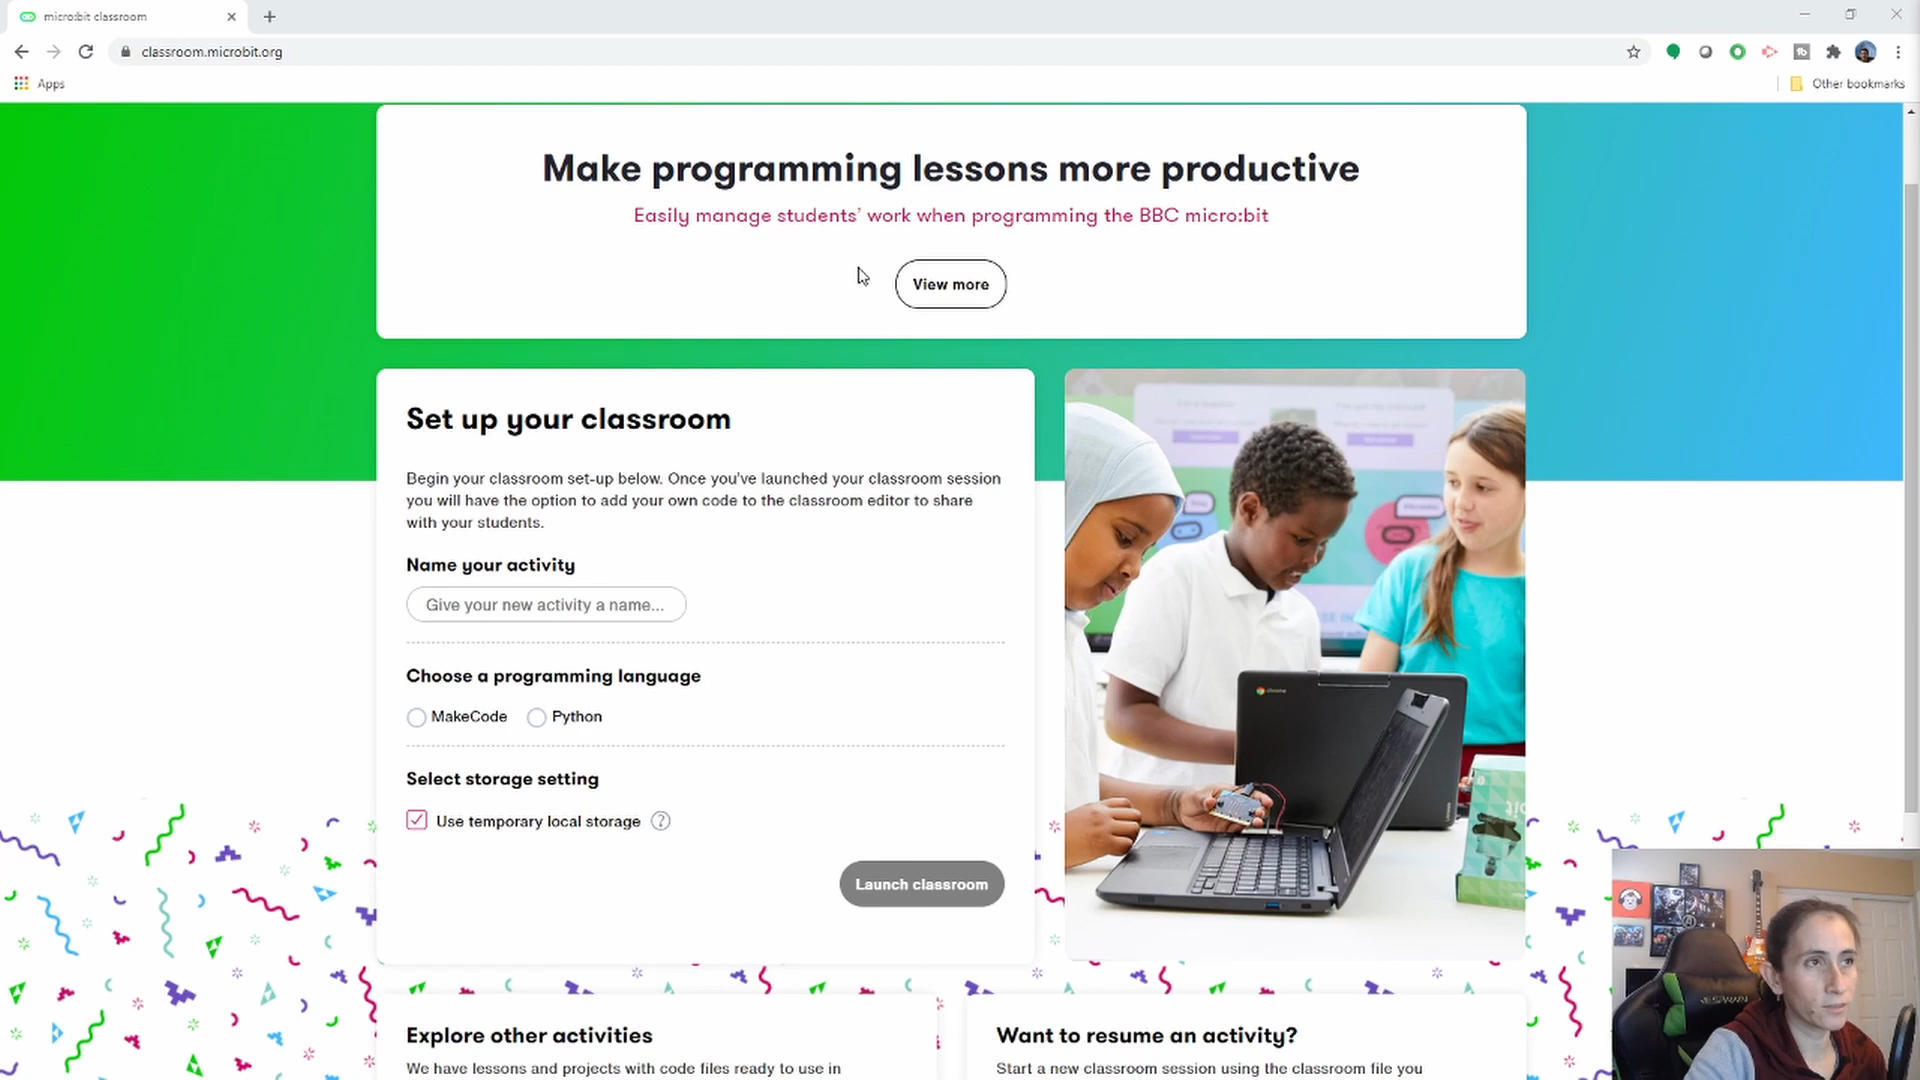 micro:bit classroom
classroom.microbit.org
Apps
Other bookmarks
Make programming lessons more productive
Easily manage students’ work when programming the BBC micro:bit
View more
Set up your classroom
Begin your classroom set-up below. Once you've launched your classroom session
you will have the option to add your own code to the classroom editor to share
with your students.
Name your activity
Give your new activity a name...
Choose a programming language
MakeCode
Python
Select storage setting
Use temporary local storage
?
Launch classroom
chrome
Explore other activities
We have lessons and projects with code files ready to use in
Want to resume an activity?
Start a new classroom session using the classroom file you